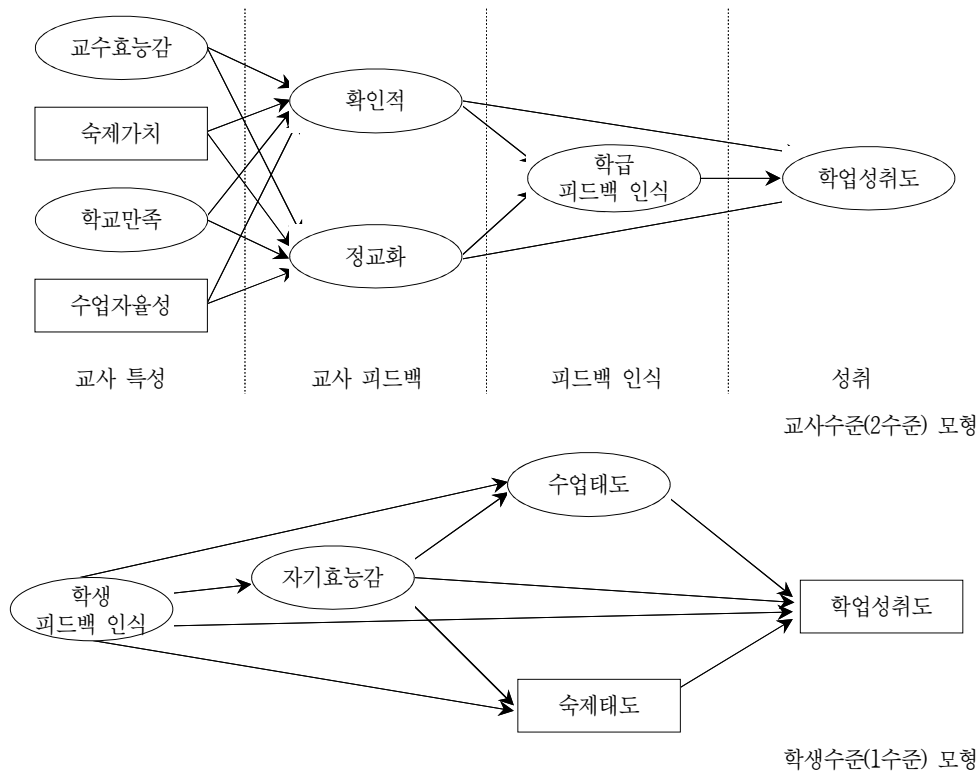 교수효능감
숙제가치
학교만족
수업자율성
확인적
정교화
학급
피드백 인식
학업성취도
교사 특성
교사 피드백
피드백 인식
성취
교사수준(2수준) 모형
수업태도
자기효능감
학생
피드백 인식
학업성취도
숙제태도
학생수준(1수준) 모형